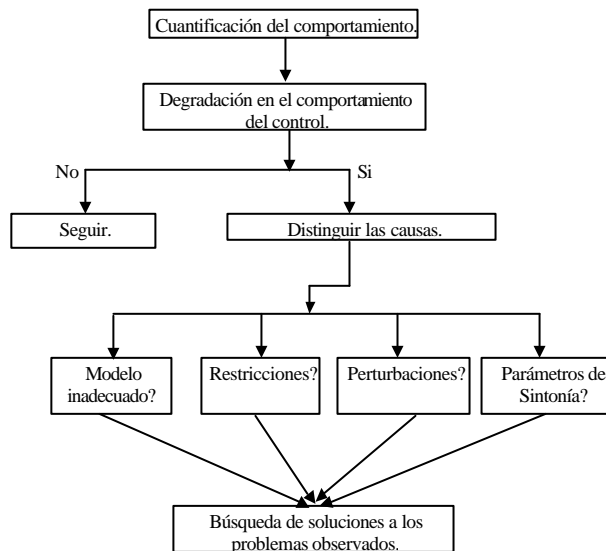 Cuantificación del comportamiento.
Degradación en el comportamiento
del control.
No
Si
Seguir.
Distinguir las causas.
Modelo
inadecuado?
Restricciones?
Perturbaciones?
Parámetros de
Sintonía?
Búsqueda de soluciones a los
problemas observados.